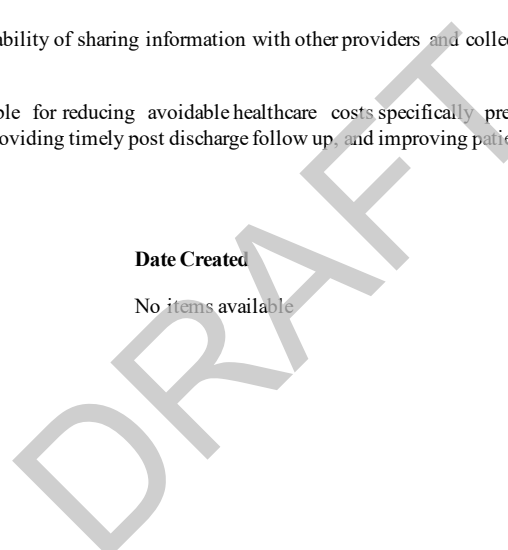 ability of sharing information with other providers and collec
ble for reducing avoidable healthcare costs specifically pre
oviding timely post discharge follow up, and improving patie
Date Created
No items available
DRAFT